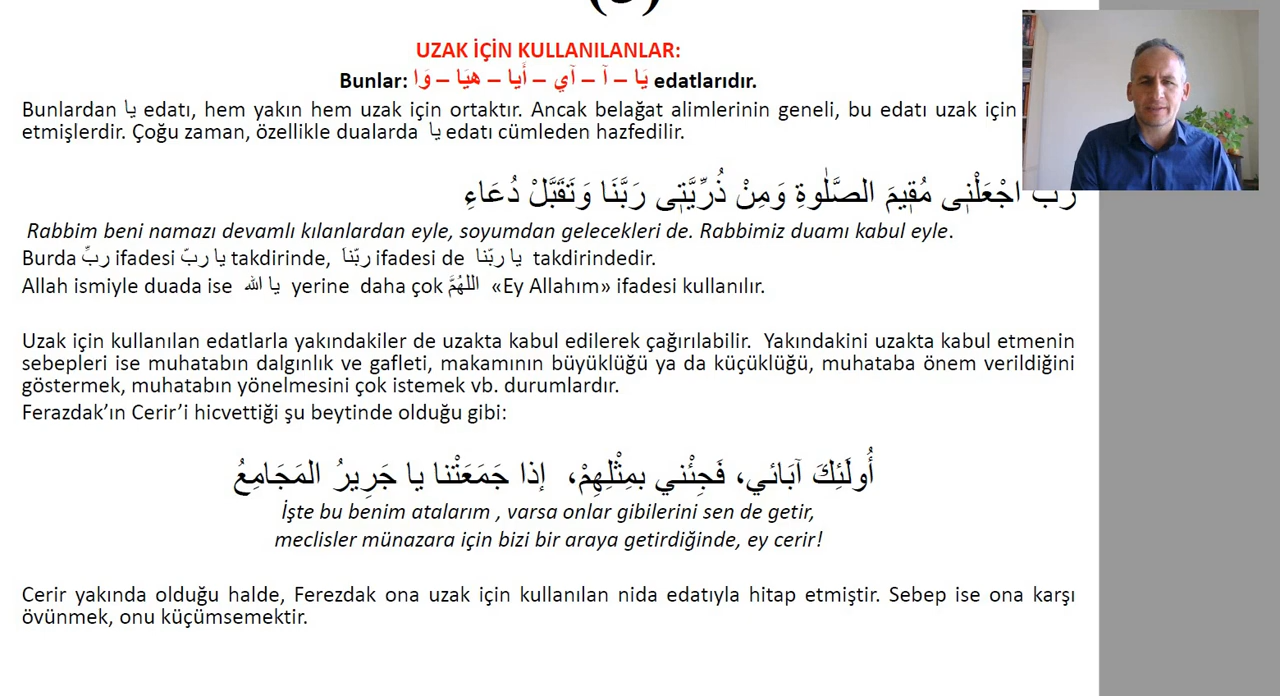 UZAK İÇİN KULLANILANLAR:
Bunlar: يَا – آ – آي – أَيا – هيَا – وَا edatlarıdır.
Bunlardan يا edatı, hem yakın hem uzak için ortaktır. Ancak belağat alimlerinin geneli, bu edatı uzak için
etmişlerdir. Çoğu zaman, özellikle dualarda يا edatı cümleden hazfedilir.
رَبِّ اجْعَلْنٖى مُقٖيمَ الصَّلٰوةِ وَمِنْ ذُرِّيَّتٖى رَبَّنَا وَتَقَبَّلْ دُعَاءِ
Rabbim beni namazı devamlı kılanlardan eyle, soyumdan gelecekleri de. Rabbimiz duamı kabul eyle.
Burda ربِّ ifadesi يا ربّ takdirinde, ربّنَا ifadesi de يا ربّنا takdirindedir.
Allah ismiyle duada ise يا الله yerine daha çok اللهُمَّ «Ey Allahım» ifadesi kullanılır.
Uzak için kullanılan edatlarla yakındakiler de uzakta kabul edilerek çağırılabilir. Yakındakini uzakta kabul etmenin
sebepleri ise muhatabın dalgınlık ve gafleti, makamının büyüklüğü ya da küçüklüğü, muhataba önem verildiğini
göstermek, muhatabın yönelmesini çok istemek vb. durumlardır.
Ferazdak’ın Cerir’i hicvettiği şu beytinde olduğu gibi:
أُولَئِكَ آبَائي، فَجِئْني بمِثْلِهِمْ، إذا جَمَعَتْنا يا جَرِيرُ المَجَامِعُ
İşte bu benim atalarım , varsa onlar gibilerini sen de getir,
meclisler münazara için bizi bir araya getirdiğinde, ey cerir!
Cerir yakında olduğu halde, Ferezdak ona uzak için kullanılan nida edatıyla hitap etmiştir. Sebep ise ona karşı
övünmek, onu küçümsemektir.